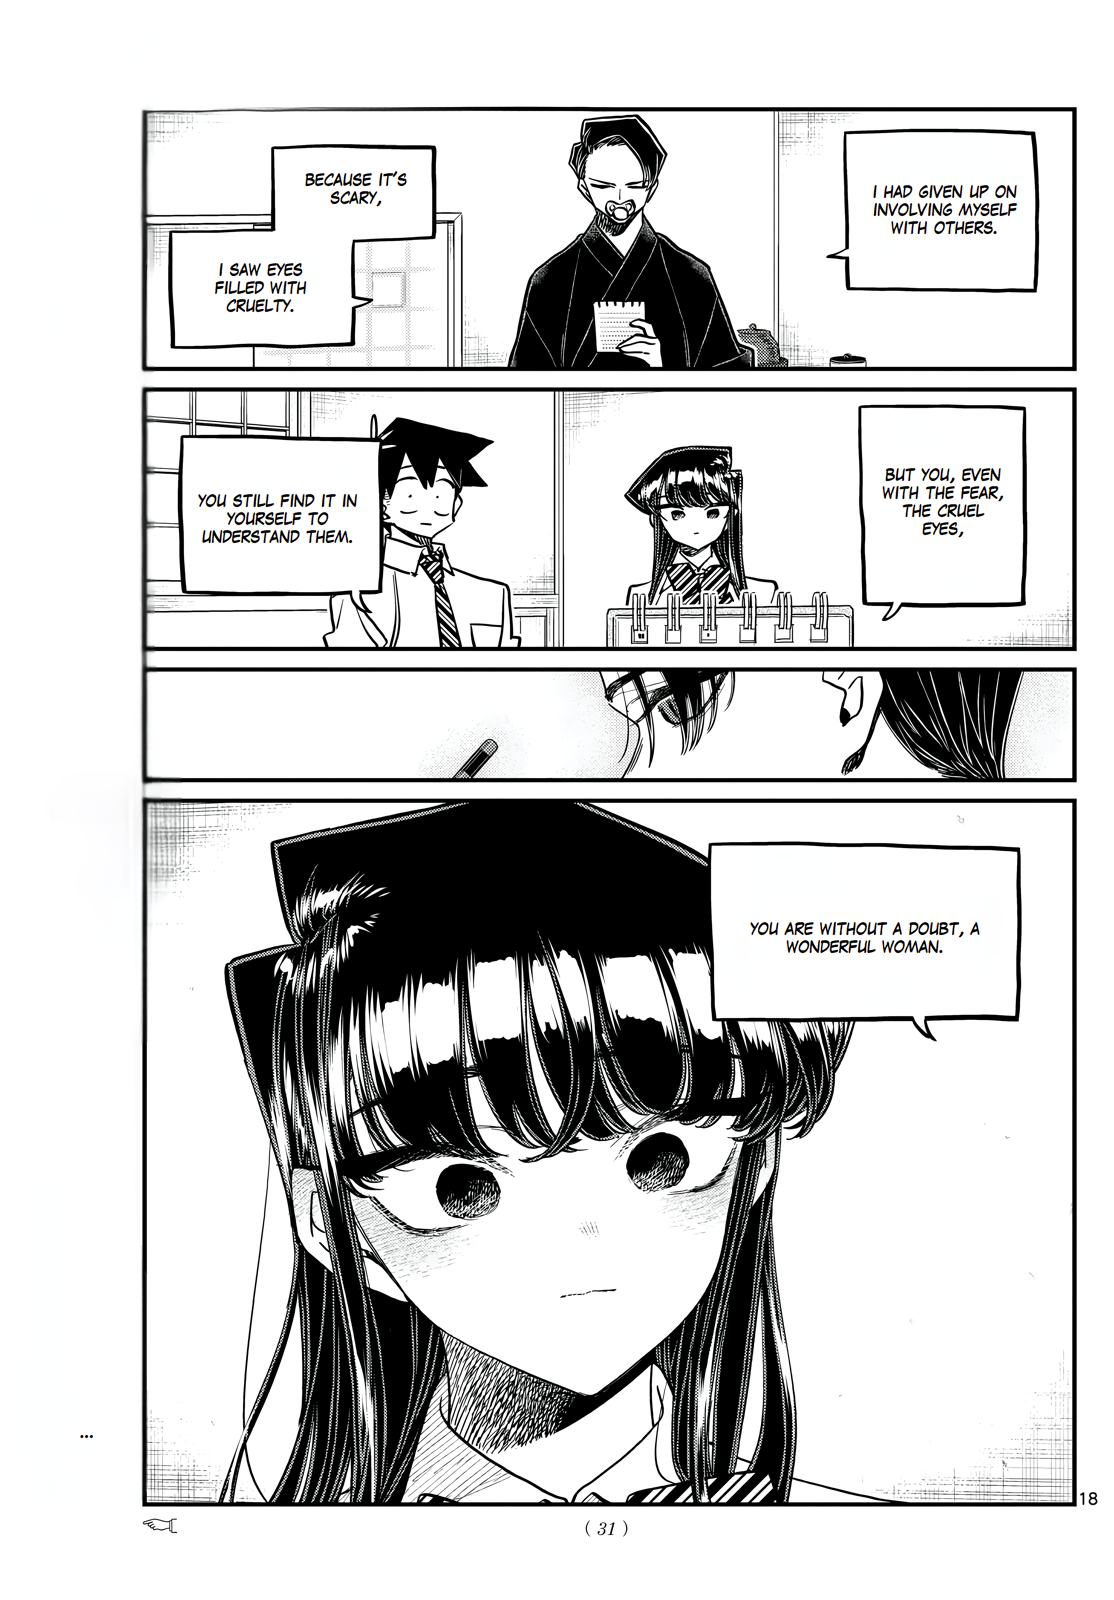 I HAD GIVEN UP ON
INVOLVING MYSELF
WITH OTHERS.
BECAUSE IT'S
SCARY,
I SAW EYES
FILLED WITH
CRUELTY.
BUT YOU, EVEN
WITH THE FEAR,
THE CRUEL
EYES,
YOU STILL FIND IT IN
YOURSELF TO
UNDERSTAND THEM.
YOU ARE WITHOUT A DOUBT, A
WONDERFUL WOMAN.
...
18
( 31 )